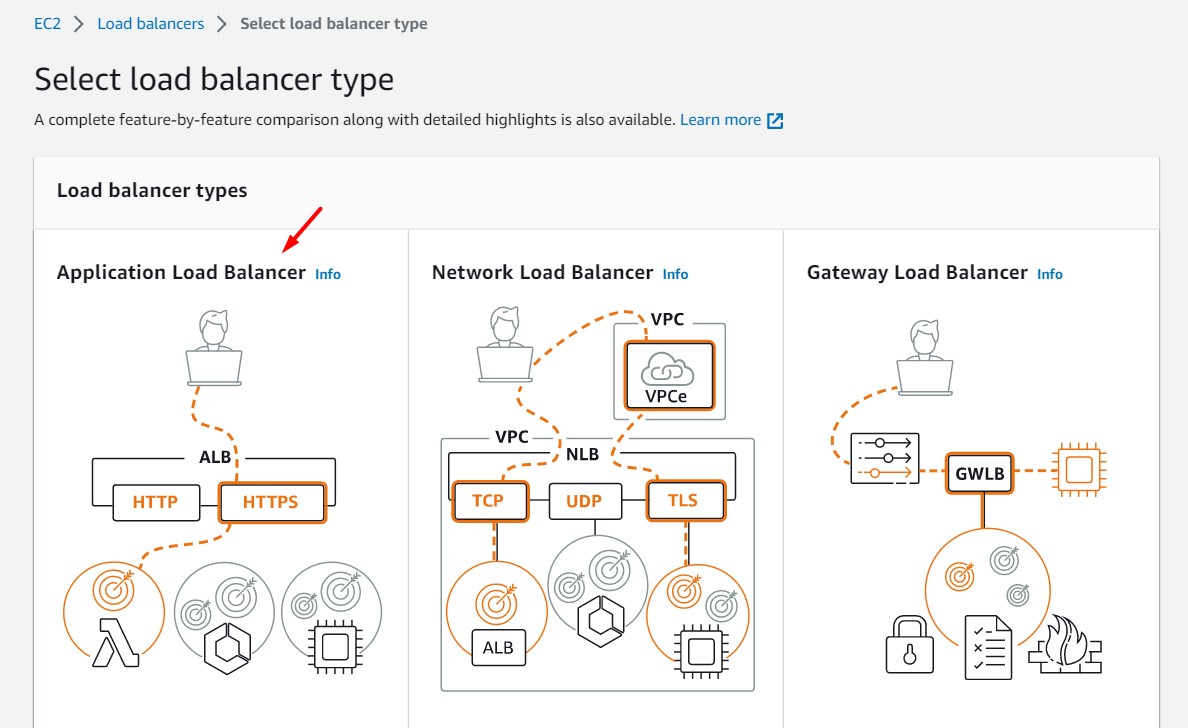 EC2 > Load balancers > Select load balancer type
Select load balancer type
A complete feature-by-feature comparison along with detailed highlights is also available. Learn more
Load balancer types
Application Load Balancer Info
ALB
HTTP HTTPS
Network Load Balancer Info
VPC
VPCe
VPC
NLB
TCP UDP TLS
ALB
Gateway Load Balancer Info
GWLB